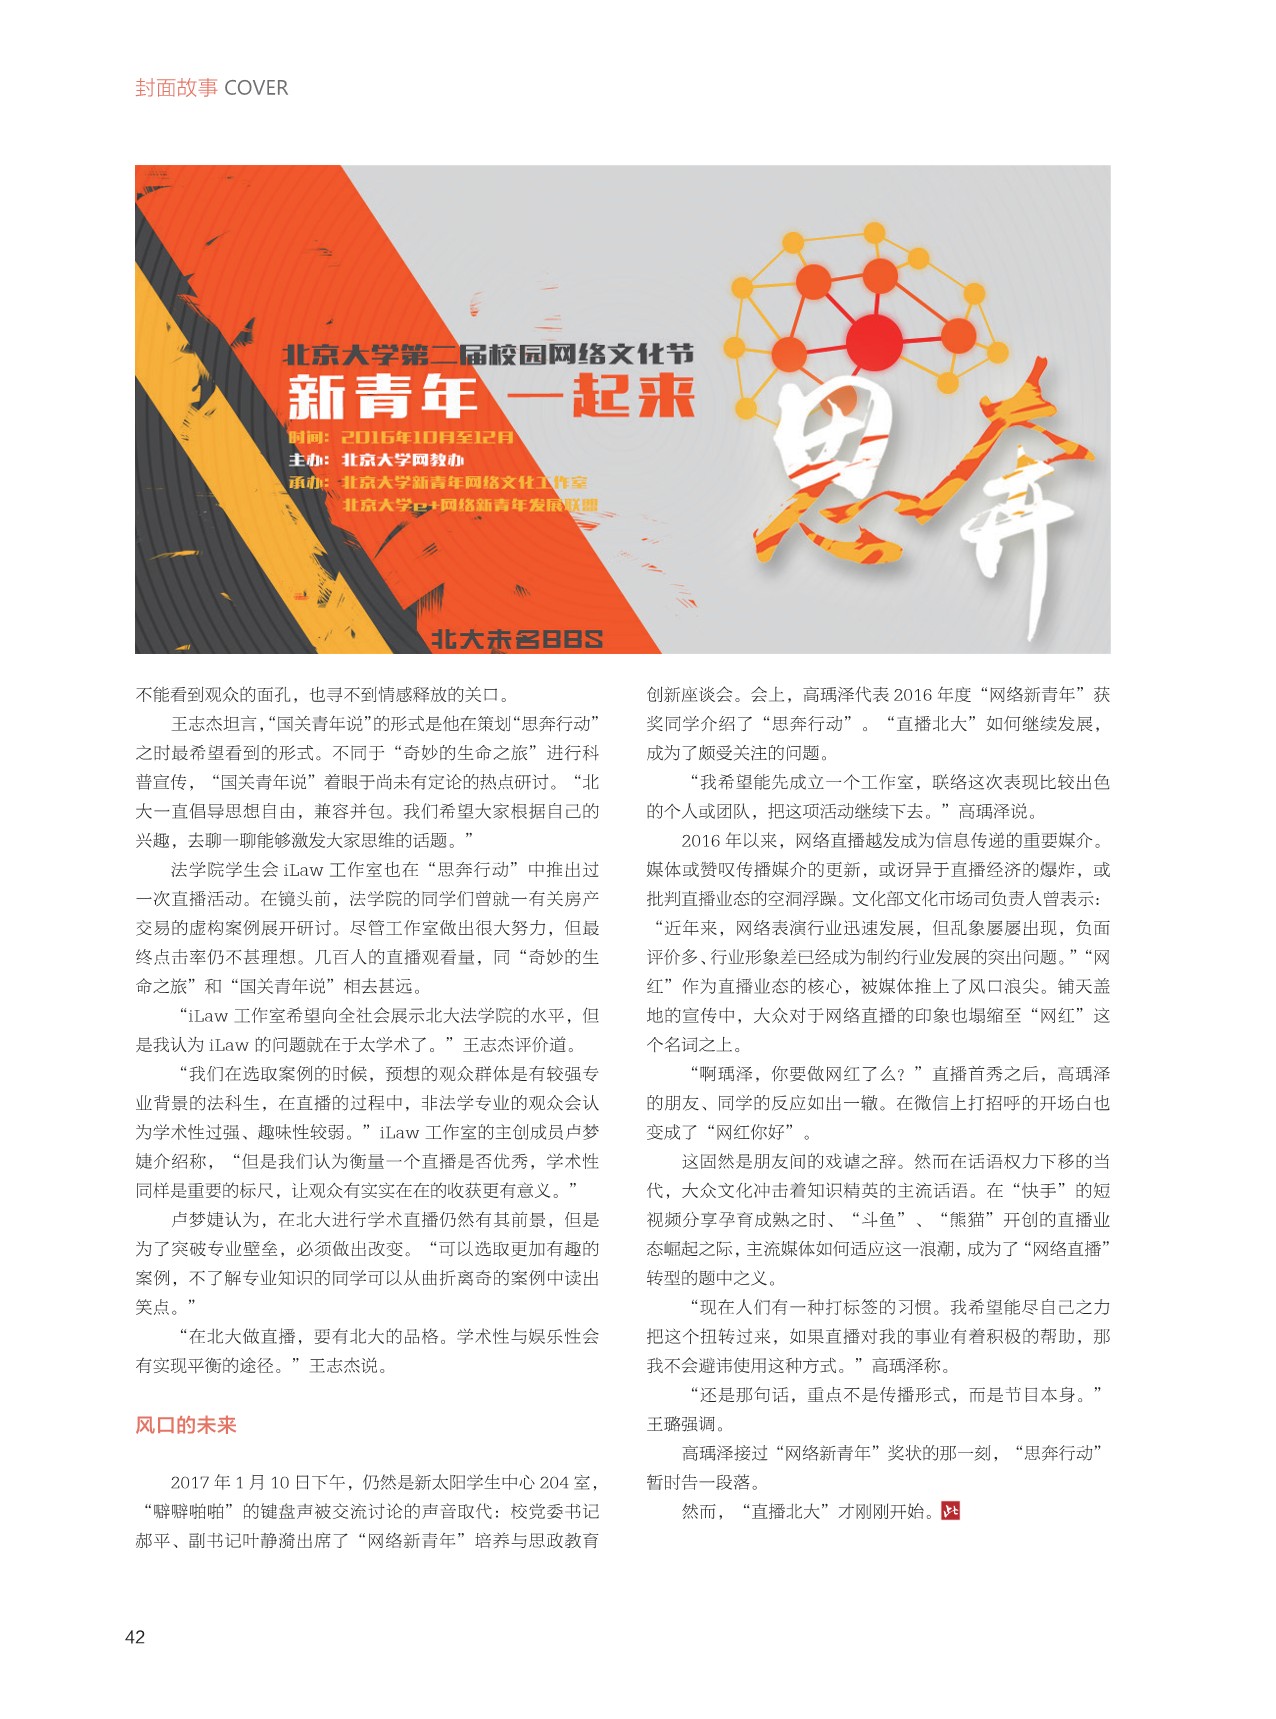 封面故事 COVER
北京大学第二届校园网络文化节
新青年 一起来
时间：2016年10月至12月
主办：北京大学网教办
承办：北京大学新青年网络文化工作室
北京大学e+网络新青年发展联盟
思奔
北大未名BBS
不能看到观众的面孔，也寻不到情感释放的关口。
王志杰坦言，“国关青年说”的形式是他在策划“思奔行动”
之时最希望看到的形式。不同于“奇妙的生命之旅”进行科
普宣传，“国关青年说”着眼于尚未有定论的热点研讨。“北
大一直倡导思想自由，兼容并包。我们希望大家根据自己的
兴趣，去聊一聊能够激发大家思维的话题。”
法学院学生会 iLaw 工作室也在“思奔行动”中推出过
一次直播活动。在镜头前，法学院的同学们曾就一有关房产
交易的虚构案例展开研讨。尽管工作室做出很大努力，但最
终点击率仍不甚理想。几百人的直播观看量，同“奇妙的生
命之旅”和“国关青年说”相去甚远。
“iLaw 工作室希望向全社会展示北大法学院的水平，但
是我认为 iLaw 的问题就在于太学术了。”王志杰评价道。
“我们在选取案例的时候，预想的观众群体是有较强专
业背景的法科生，在直播的过程中，非法学专业的观众会认
为学术性过强、趣味性较弱。”iLaw 工作室的主创成员卢梦
婕介绍称，“但是我们认为衡量一个直播是否优秀，学术性
同样是重要的标尺，让观众有实实在在的收获更有意义。”
卢梦婕认为，在北大进行学术直播仍然有其前景，但是
为了突破专业壁垒，必须做出改变。“可以选取更加有趣的
案例，不了解专业知识的同学可以从曲折离奇的案例中读出
笑点。”
“在北大做直播，要有北大的品格。学术性与娱乐性会
有实现平衡的途径。”王志杰说。
风口的未来
2017 年 1 月 10 日下午，仍然是新太阳学生中心 204 室，
“噼噼啪啪”的键盘声被交流讨论的声音取代：校党委书记
郝平、副书记叶静漪出席了“网络新青年”培养与思政教育
创新座谈会。会上，高瑀泽代表 2016 年度“网络新青年”获
奖同学介绍了“思奔行动”。“直播北大”如何继续发展，
成为了颇受关注的问题。
“我希望能先成立一个工作室，联络这次表现比较出色
的个人或团队，把这项活动继续下去。”高瑀泽说。
2016 年以来，网络直播越发成为信息传递的重要媒介。
媒体或赞叹传播媒介的更新，或讶异于直播经济的爆炸，或
批判直播业态的空洞浮躁。文化部文化市场司负责人曾表示：
“近年来，网络表演行业迅速发展，但乱象屡屡出现，负面
评价多、行业形象差已经成为制约行业发展的突出问题。”“网
红”作为直播业态的核心，被媒体推上了风口浪尖。铺天盖
地的宣传中，大众对于网络直播的印象也塌缩至“网红”这
个名词之上。
“啊瑀泽，你要做网红了么？”直播首秀之后，高瑀泽
的朋友、同学的反应如出一辙。在微信上打招呼的开场白也
变成了“网红你好”。
这固然是朋友间的戏谑之辞。然而在话语权力下移的当
代，大众文化冲击着知识精英的主流话语。在“快手”的短
视频分享孕育成熟之时、“斗鱼”、“熊猫”开创的直播业
态崛起之际，主流媒体如何适应这一浪潮，成为了“网络直播”
转型的题中之义。
“现在人们有一种打标签的习惯。我希望能尽自己之力
把这个扭转过来，如果直播对我的事业有着积极的帮助，那
我不会避讳使用这种方式。”高瑀泽称。
“还是那句话，重点不是传播形式，而是节目本身。”
王璐强调。
高瑀泽接过“网络新青年”奖状的那一刻，“思奔行动”
暂时告一段落。
然而，“直播北大”才刚刚开始。
42